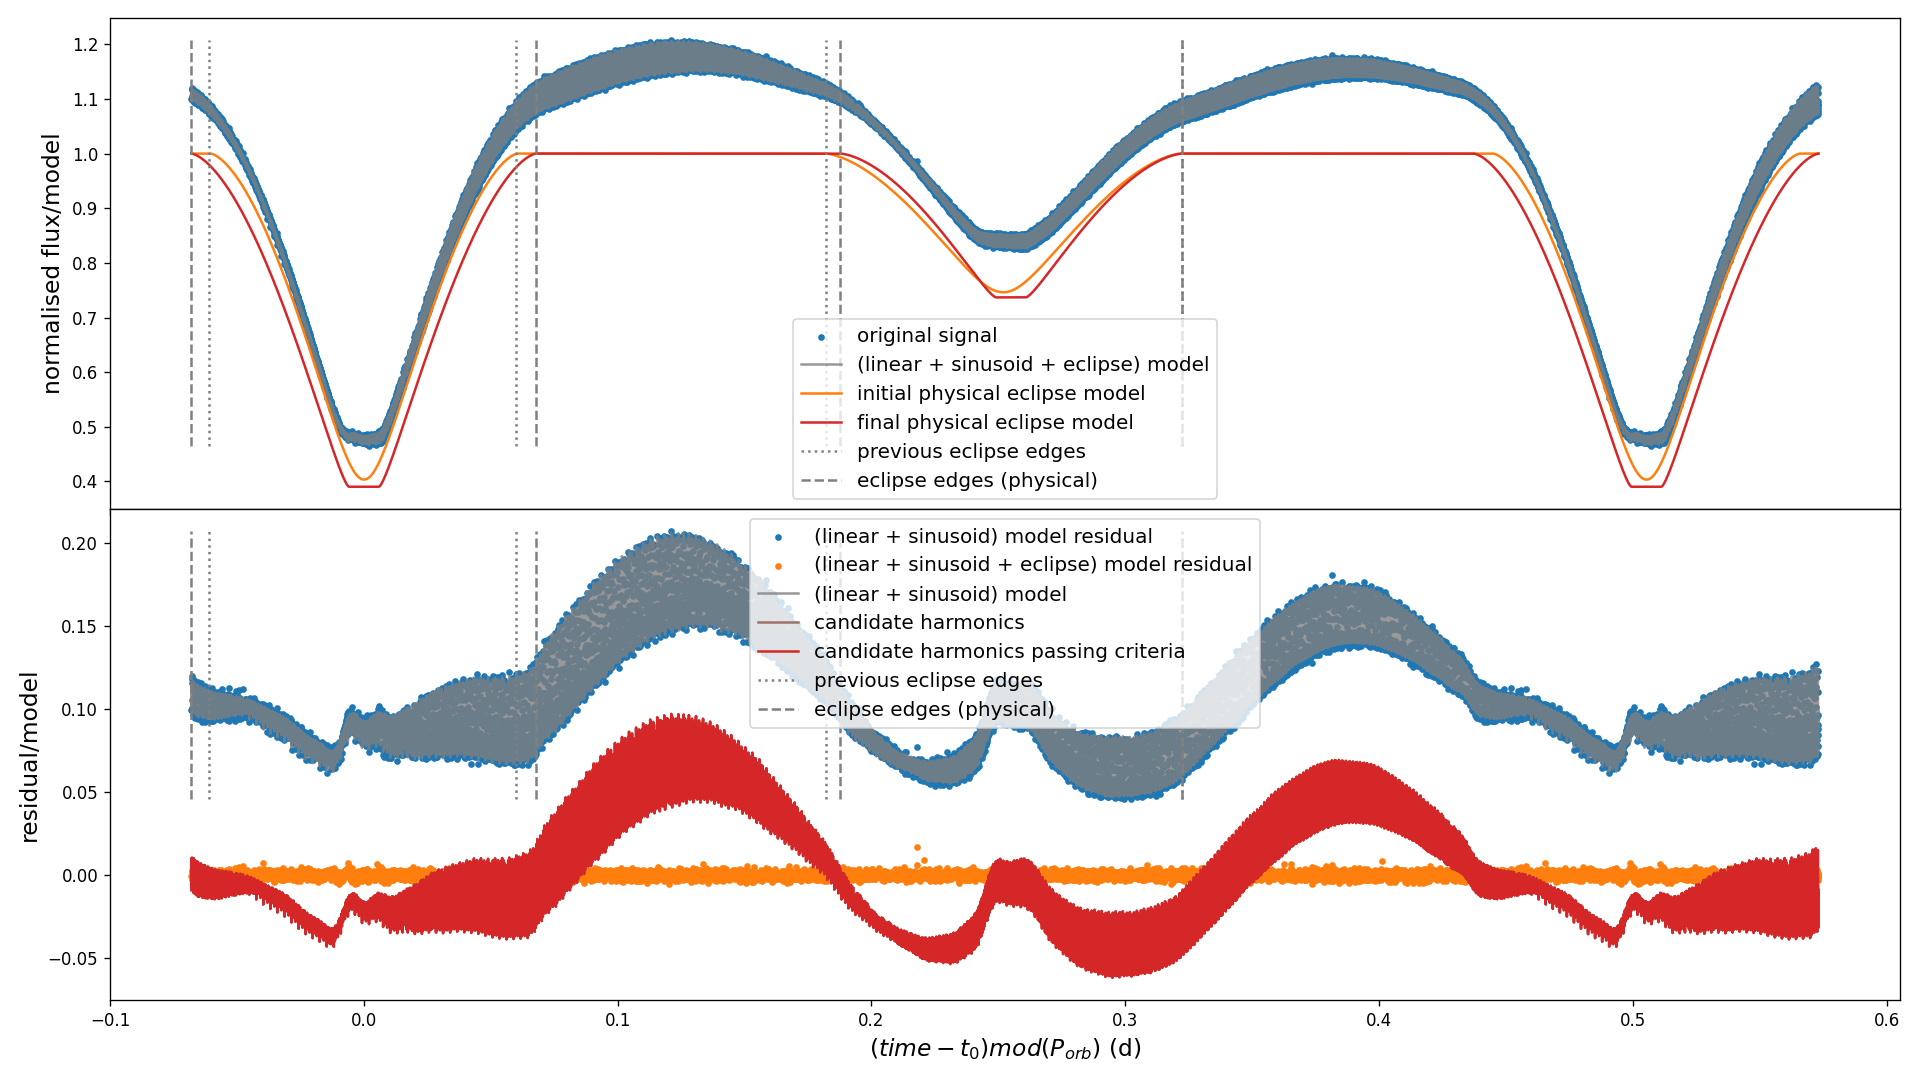 normalised flux/model
1.2
1.1
1.0
0.9
0.8
0.7
0.6
0.5
0.4
original signal
(linear + sinusoid + eclipse) model
initial physical eclipse model
final physical eclipse model
previous eclipse edges
eclipse edges (physical)
residual/model
0.20
0.15
0.10
0.05
0.00
−0.05
(linear + sinusoid) model residual
(linear + sinusoid + eclipse) model residual
(linear + sinusoid) model
candidate harmonics
candidate harmonics passing criteria
previous eclipse edges
eclipse edges (physical)
−0.1 0.0 0.1 0.2 0.3 0.4 0.5 0.6
(time − t₀)mod(P_orb) (d)